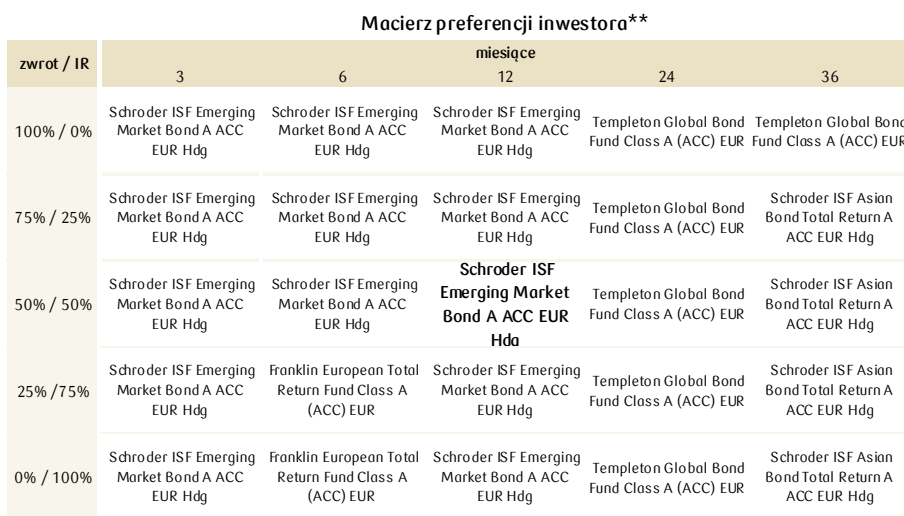 Macierz preferencji inwestora**
zwrot / IR
miesiące
3 6 12 24 36
100% / 0%
Schroder ISF Emerging Market Bond A ACC EUR Hdg
Schroder ISF Emerging Market Bond A ACC EUR Hdg
Schroder ISF Emerging Market Bond A ACC EUR Hdg
Templeton Global Bond Fund Class A (ACC) EUR
Templeton Global Bond Fund Class A (ACC) EUR
75% / 25%
Schroder ISF Emerging Market Bond A ACC EUR Hdg
Schroder ISF Emerging Market Bond A ACC EUR Hdg
Schroder ISF Emerging Market Bond A ACC EUR Hdg
Templeton Global Bond Fund Class A (ACC) EUR
Schroder ISF Asian Bond Total Return A ACC EUR Hdg
50% / 50%
Schroder ISF Emerging Market Bond A ACC EUR Hdg
Schroder ISF Emerging Market Bond A ACC EUR Hdg
Schroder ISF Emerging Market Bond A ACC EUR Hdg
Templeton Global Bond Fund Class A (ACC) EUR
Schroder ISF Asian Bond Total Return A ACC EUR Hdg
25% /75%
Schroder ISF Emerging Market Bond A ACC EUR Hdg
Franklin European Total Return Fund Class A (ACC) EUR
Schroder ISF Emerging Market Bond A ACC EUR Hdg
Templeton Global Bond Fund Class A (ACC) EUR
Schroder ISF Asian Bond Total Return A ACC EUR Hdg
0% / 100%
Schroder ISF Emerging Market Bond A ACC EUR Hdg
Franklin European Total Return Fund Class A (ACC) EUR
Schroder ISF Emerging Market Bond A ACC EUR Hdg
Templeton Global Bond Fund Class A (ACC) EUR
Schroder ISF Asian Bond Total Return A ACC EUR Hdg